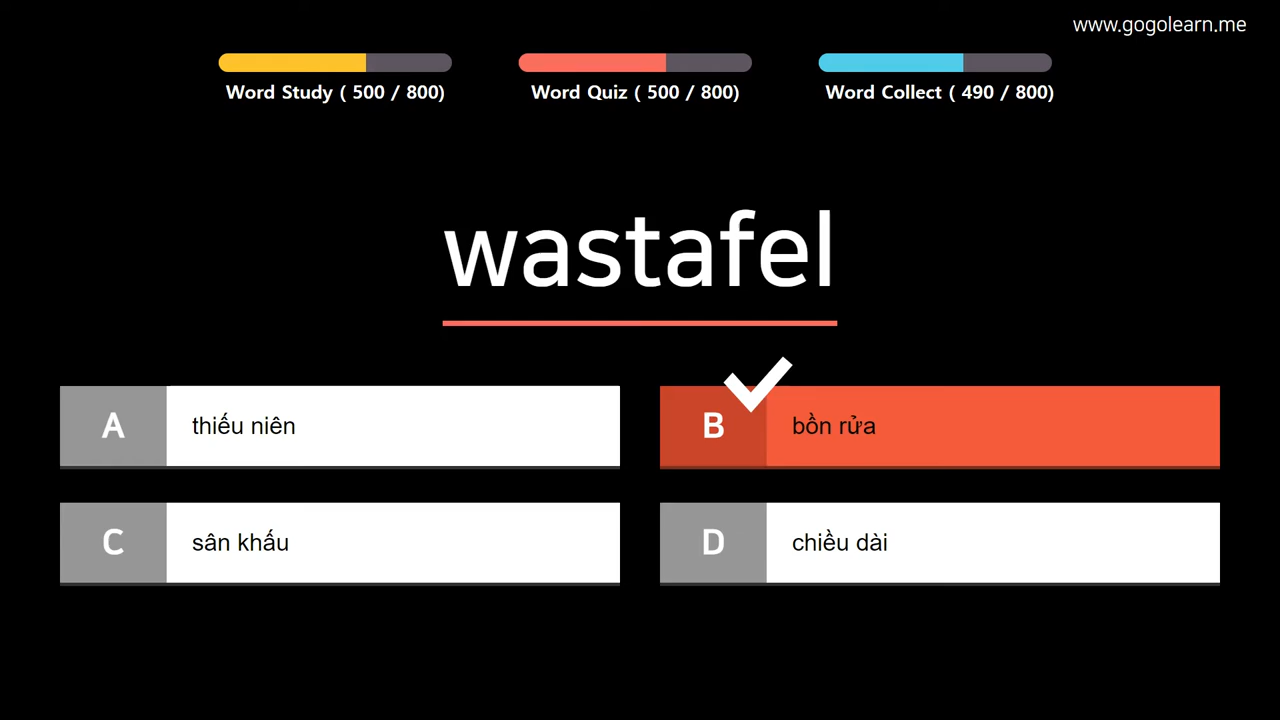 www.gogolearn.me
Word Study ( 500 / 800)
Word Quiz ( 500 / 800)
Word Collect ( 490 / 800)
wastafel
A thiếu niên
B bồn rửa
C sân khấu
D chiều dài